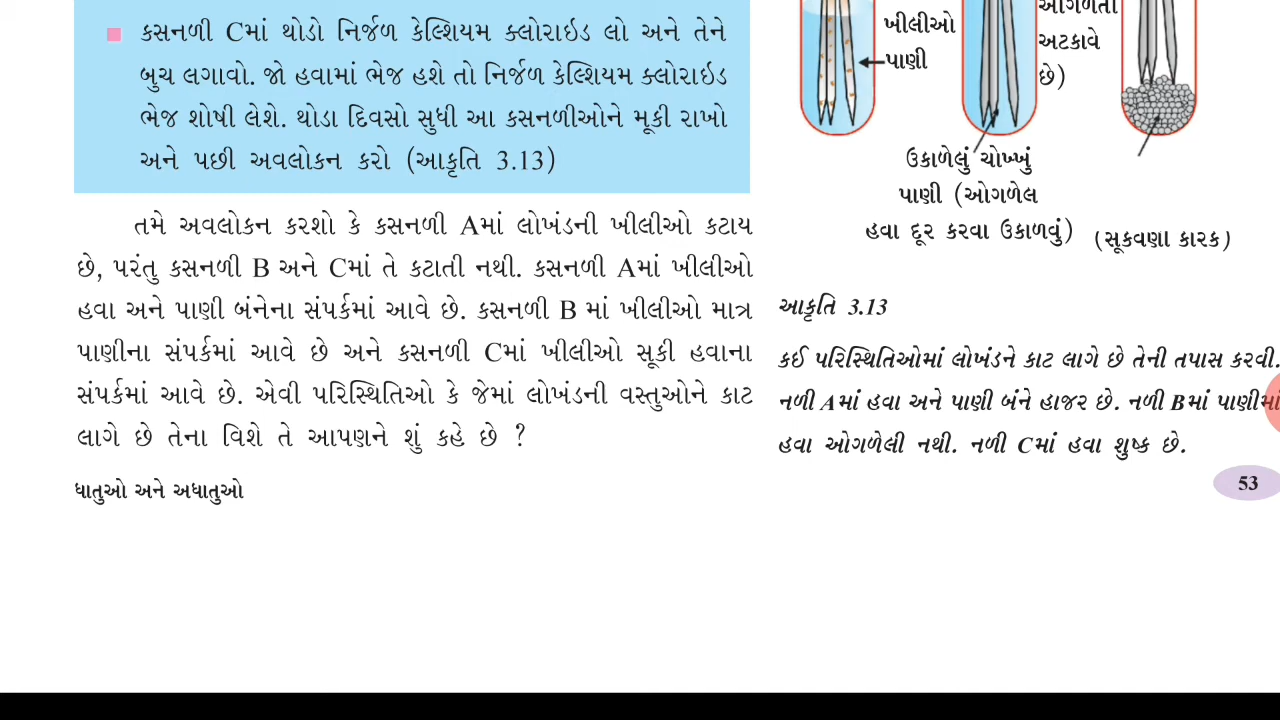 કસનળી Cમાં થોડો નિર્જળ કેલ્શિયમ ક્લોરાઇડ લો અને તેને
બુચ લગાવો. જો હવામાં ભેજ હશે તો નિર્જળ કેલ્શિયમ ક્લોરાઇડ
ભેજ શોષી લેશે. થોડા દિવસો સુધી આ કસનળીઓને મૂકી રાખો
અને પછી અવલોકન કરો (આકૃતિ 3.13)
તમે અવલોકન કરશો કે કસનળી Aમાં લોખંડની ખીલીઓ કટાય
છે, પરંતુ કસનળી B અને Cમાં તે કટાતી નથી. કસનળી Aમાં ખીલીઓ
હવા અને પાણી બંનેના સંપર્કમાં આવે છે. કસનળી B માં ખીલીઓ માત્ર
પાણીના સંપર્કમાં આવે છે અને કસનળી Cમાં ખીલીઓ સૂકી હવાના
સંપર્કમાં આવે છે. એવી પરિસ્થિતિઓ કે જેમાં લોખંડની વસ્તુઓને કાટ
લાગે છે તેના વિશે તે આપણને શું કહે છે ?
ધાતુઓ અને અધાતુઓ
ખીલીઓ
પાણી
ઓગળતી
અટકાવે
છે)
ઉકાળેલું ચોખ્ખું
પાણી (ઓગળેલ
હવા દૂર કરવા ઉકાળવું)
(સૂકવણા કારક)
આકૃતિ 3.13
કઈ પરિસ્થિતિઓમાં લોખંડને કાટ લાગે છે તેની તપાસ કરવી.
નળી Aમાં હવા અને પાણી બંને હાજર છે. નળી Bમાં પાણીમાં
હવા ઓગળેલી નથી. નળી Cમાં હવા શુષ્ક છે.
53